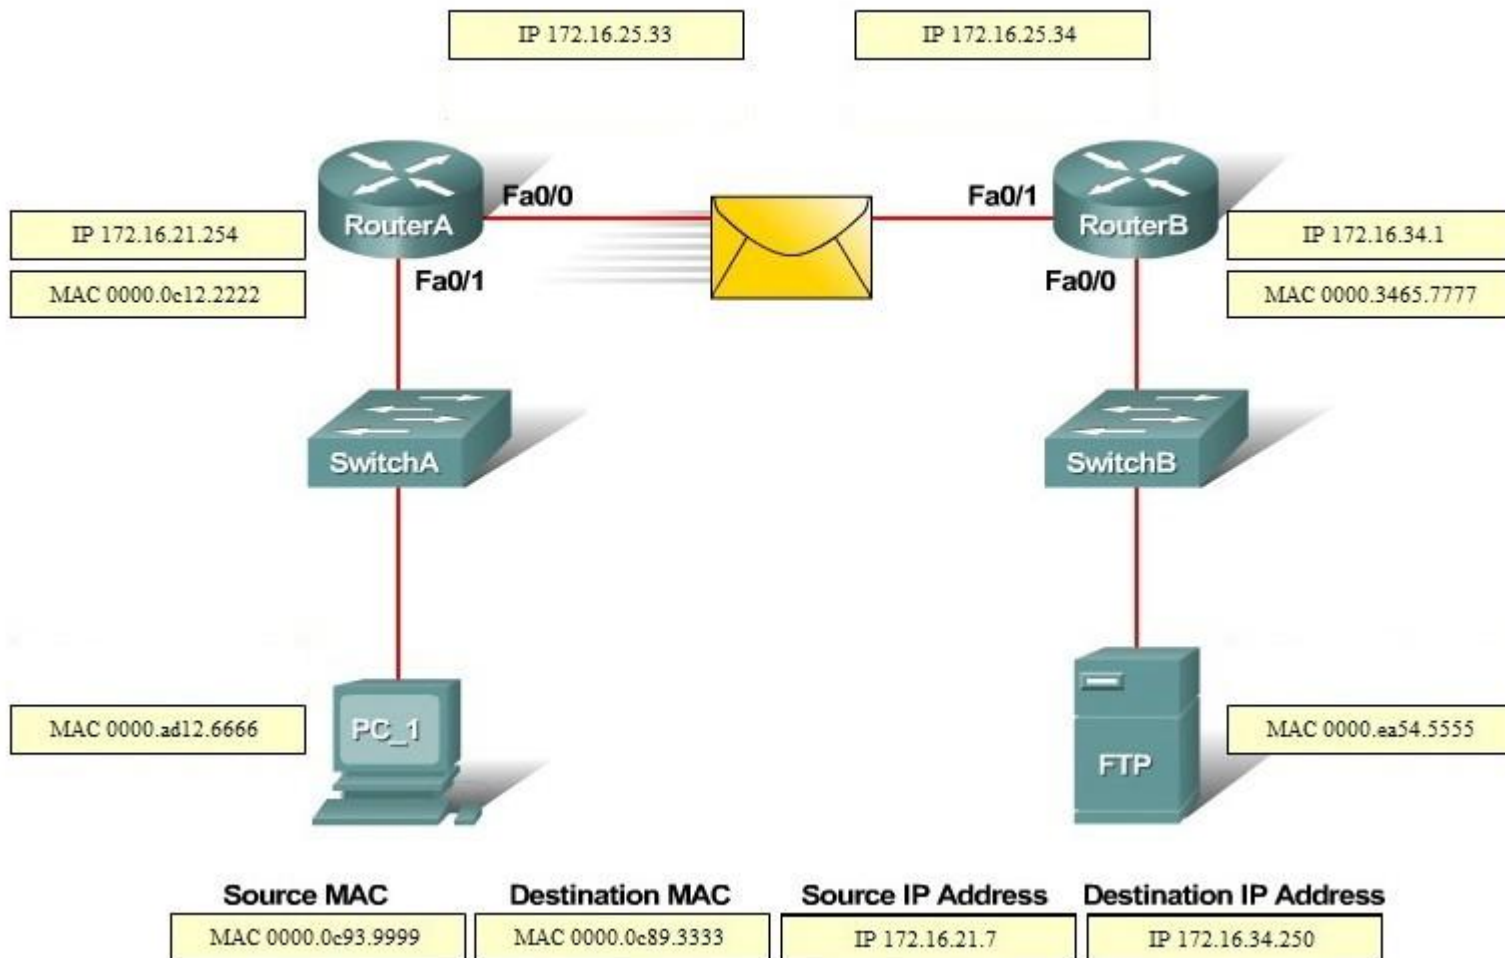 IP 172.16.25.33
IP 172.16.25.34
Fa0/0
Fa0/1
RouterA
RouterB
IP 172.16.21.254
IP 172.16.34.1
Fa0/1
Fa0/0
MAC 0000.0c12.2222
MAC 0000.3465.7777
SwitchA
SwitchB
MAC 0000.ad12.6666
PC_1
MAC 0000.ea54.5555
FTP
Source MAC
Destination MAC
Source IP Address
Destination IP Address
MAC 0000.0c93.9999
MAC 0000.0c89.3333
IP 172.16.21.7
IP 172.16.34.250